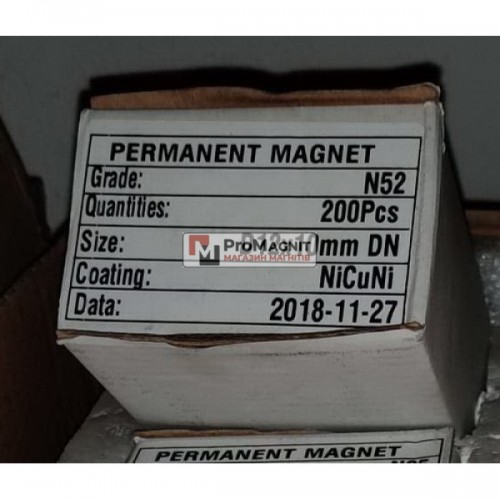 PERMANENT MAGNET
Grade: N52
Quantities: 200Pcs
Size: mm DN
PROMAGNIT
МАГАЗИН МАГНІТІВ
Coating: NiCuNi
Data: 2018-11-27
PERMANENT MAGNET